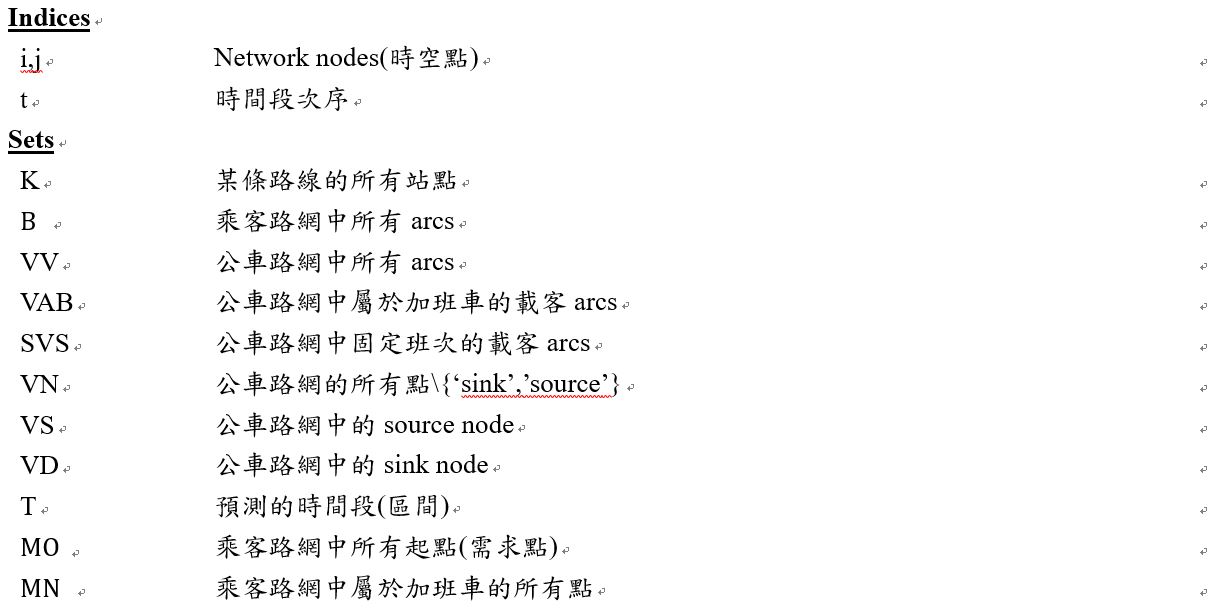 Indices
i,j Network nodes(時空點)
t 時間段次序
Sets
K 某條路線的所有站點
B 乘客路網中所有 arcs
VV 公車路網中所有 arcs
VAB 公車路網中屬於加班車的載客 arcs
SVS 公車路網中固定班次的載客 arcs
VN 公車路網的所有點\{‘sink’,’source’}
VS 公車路網中的 source node
VD 公車路網中的 sink node
T 預測的時間段(區間)
MO 乘客路網中所有起點(需求點)
MN 乘客路網中屬於加班車的所有點